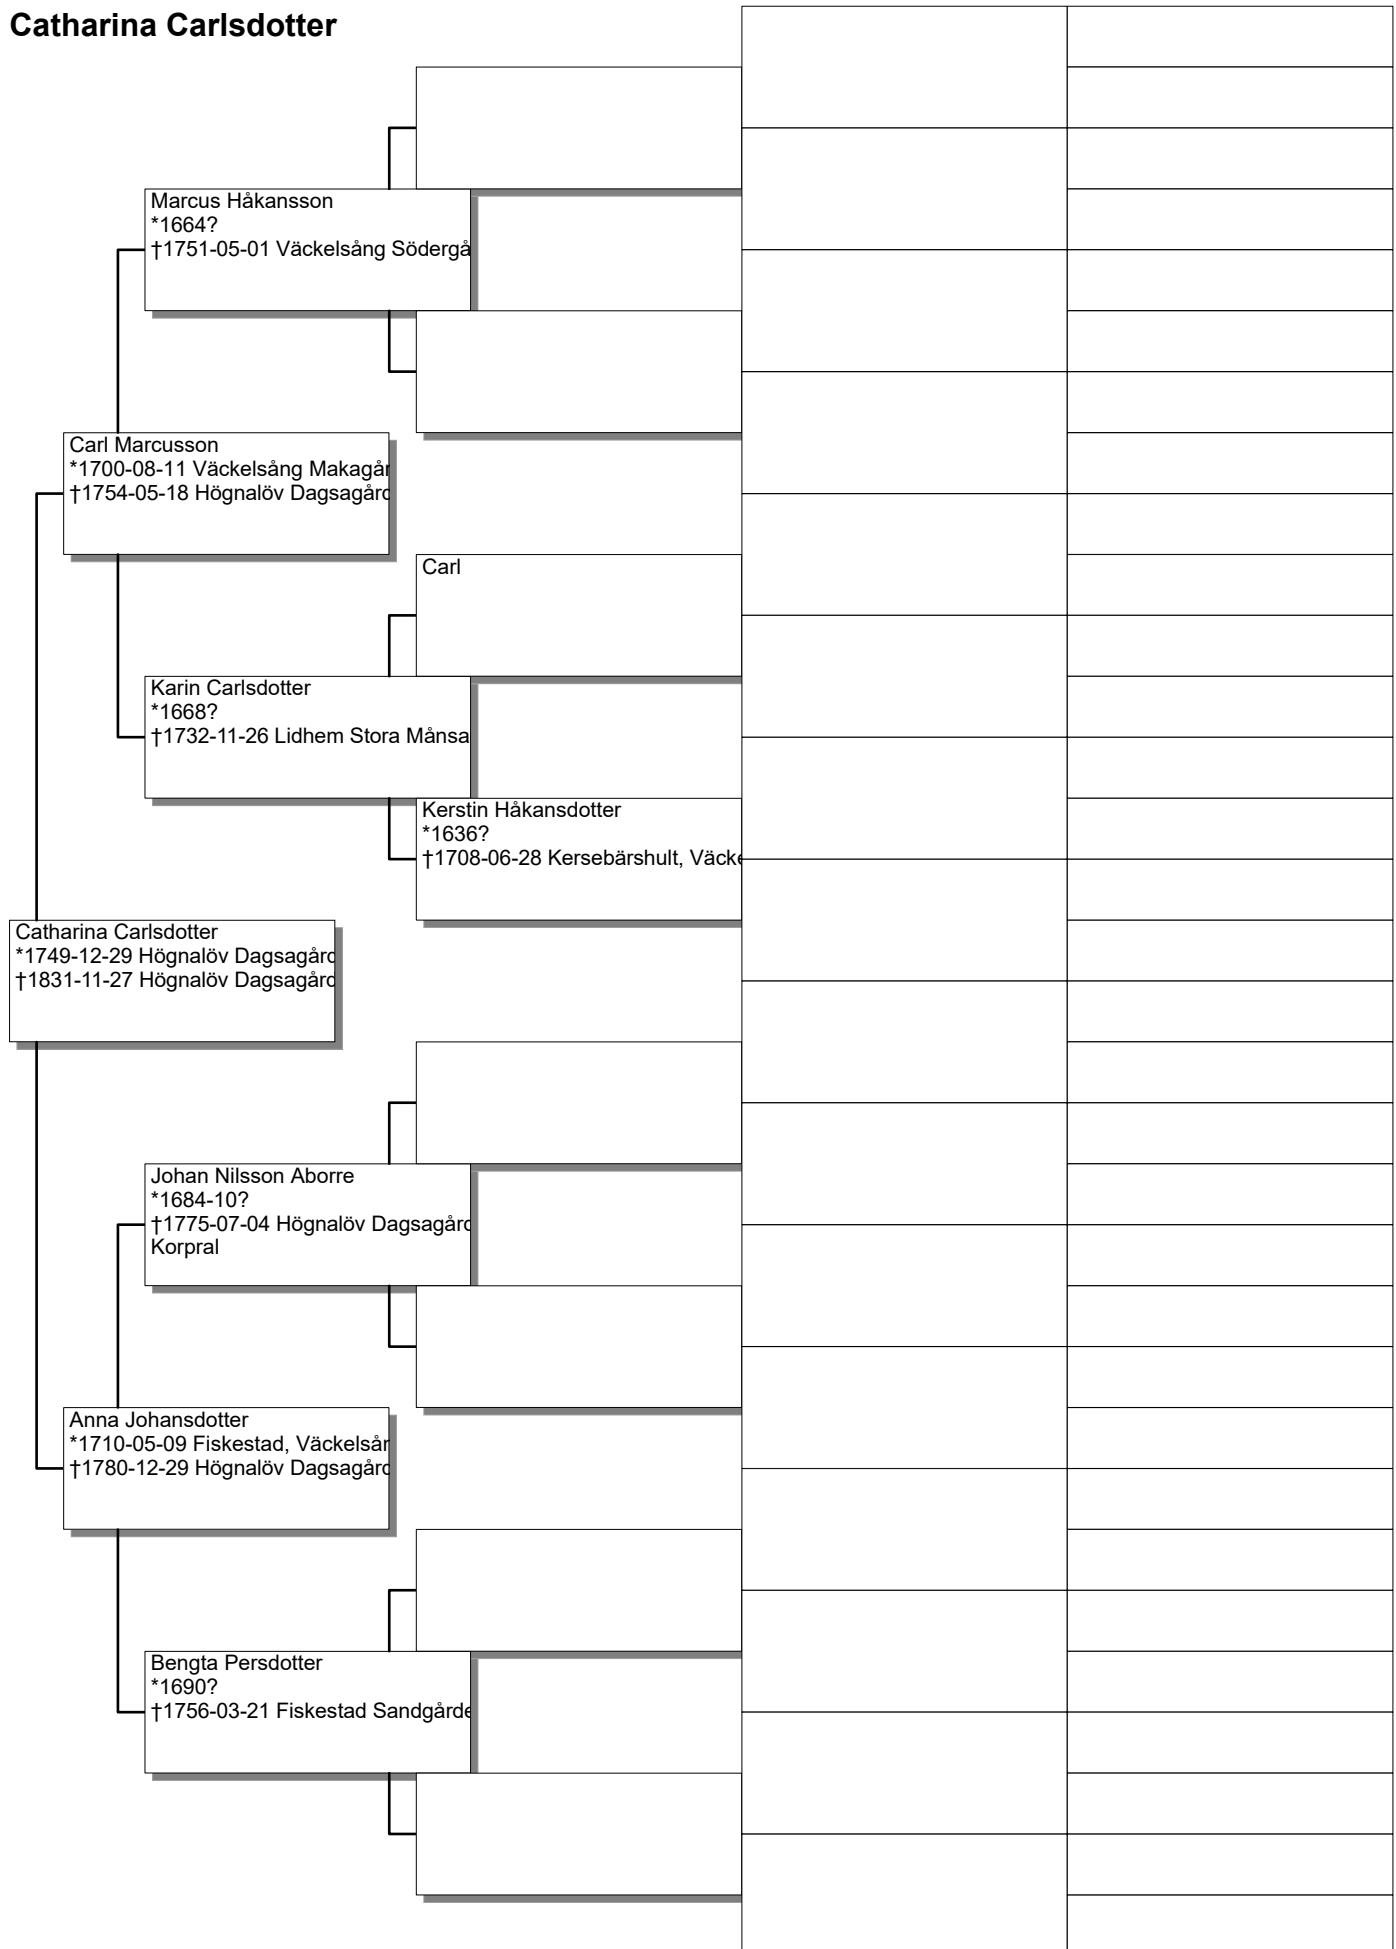 Catharina Carlsdotter
Marcus Håkansson
*1664?
†1751-05-01 Väckelsång Södergå
Carl Marcusson
*1700-08-11 Väckelsång Makagår
†1754-05-18 Högnalöv Dagsagård
Carl
Karin Carlsdotter
*1668?
†1732-11-26 Lidhem Stora Månsa
Kerstin Håkansdotter
*1636?
†1708-06-28 Kersebärshult, Väcke
Catharina Carlsdotter
*1749-12-29 Högnalöv Dagsagård
†1831-11-27 Högnalöv Dagsagård
Johan Nilsson Aborre
*1684-10?
†1775-07-04 Högnalöv Dagsagård
Korpral
Anna Johansdotter
*1710-05-09 Fiskestad, Väckelsån
†1780-12-29 Högnalöv Dagsagård
Bengta Persdotter
*1690?
†1756-03-21 Fiskestad Sandgårde